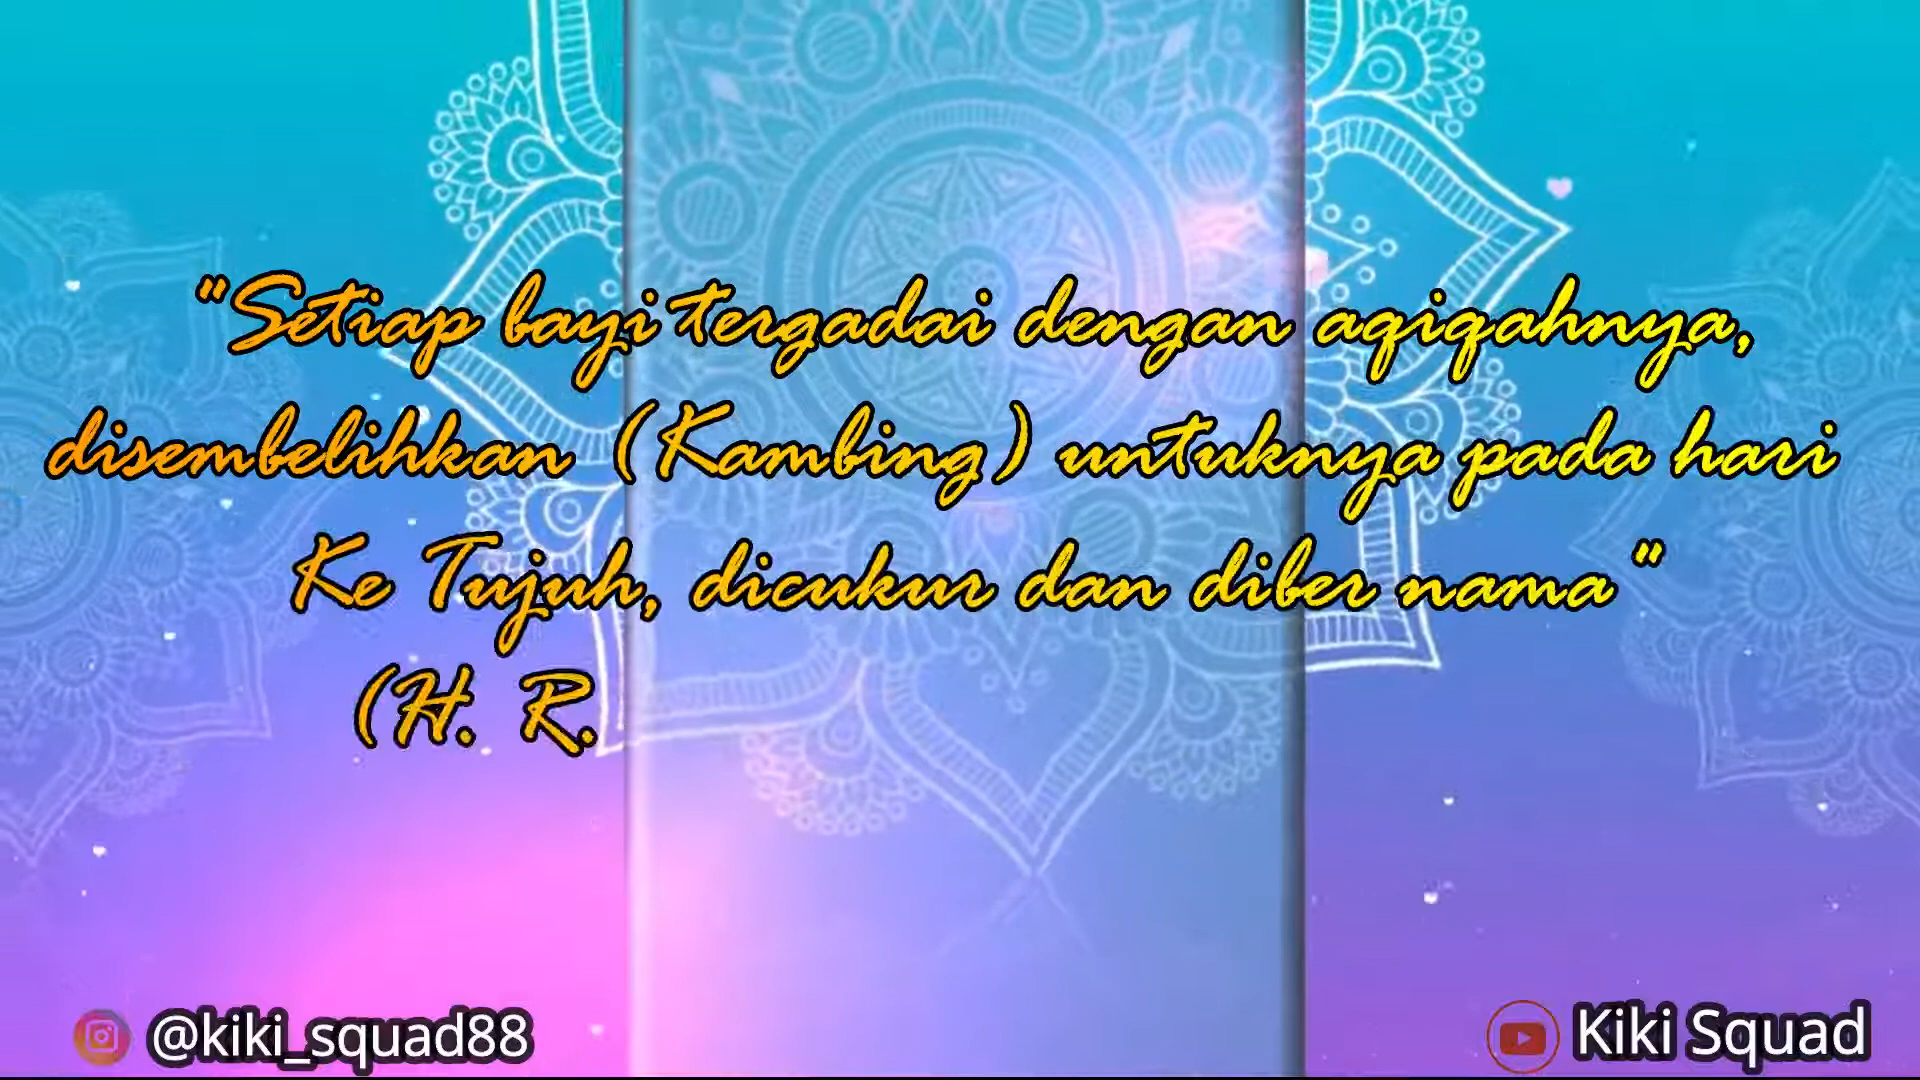 "Setiap bayi tergadai dengan aqiqahnya,
disembelihkan (Kambing) untuknya pada hari
Ke Tujuh, dicukur dan diber nama"
(H. R.
@kiki_squad88
Kiki Squad